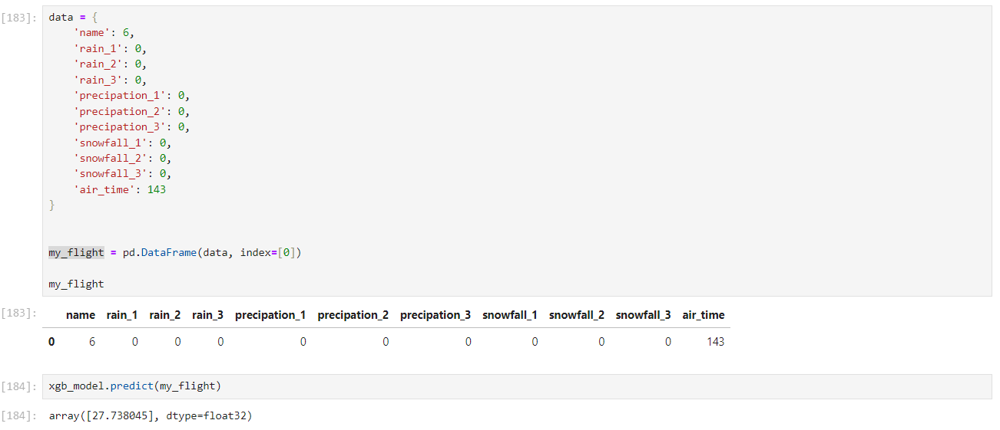 [183]: data = {
'name': 6,
'rain_1': 0,
'rain_2': 0,
'rain_3': 0,
'precipation_1': 0,
'precipation_2': 0,
'precipation_3': 0,
'snowfall_1': 0,
'snowfall_2': 0,
'snowfall_3': 0,
'air_time': 143
}
my_flight = pd.DataFrame(data, index=[0])
my_flight
[183]: name rain_1 rain_2 rain_3 precipation_1 precipation_2 precipation_3 snowfall_1 snowfall_2 snowfall_3 air_time
0 6 0 0 0 0 0 0 0 0 0 143
[184]: xgb_model.predict(my_flight)
[184]: array([27.738045], dtype=float32)